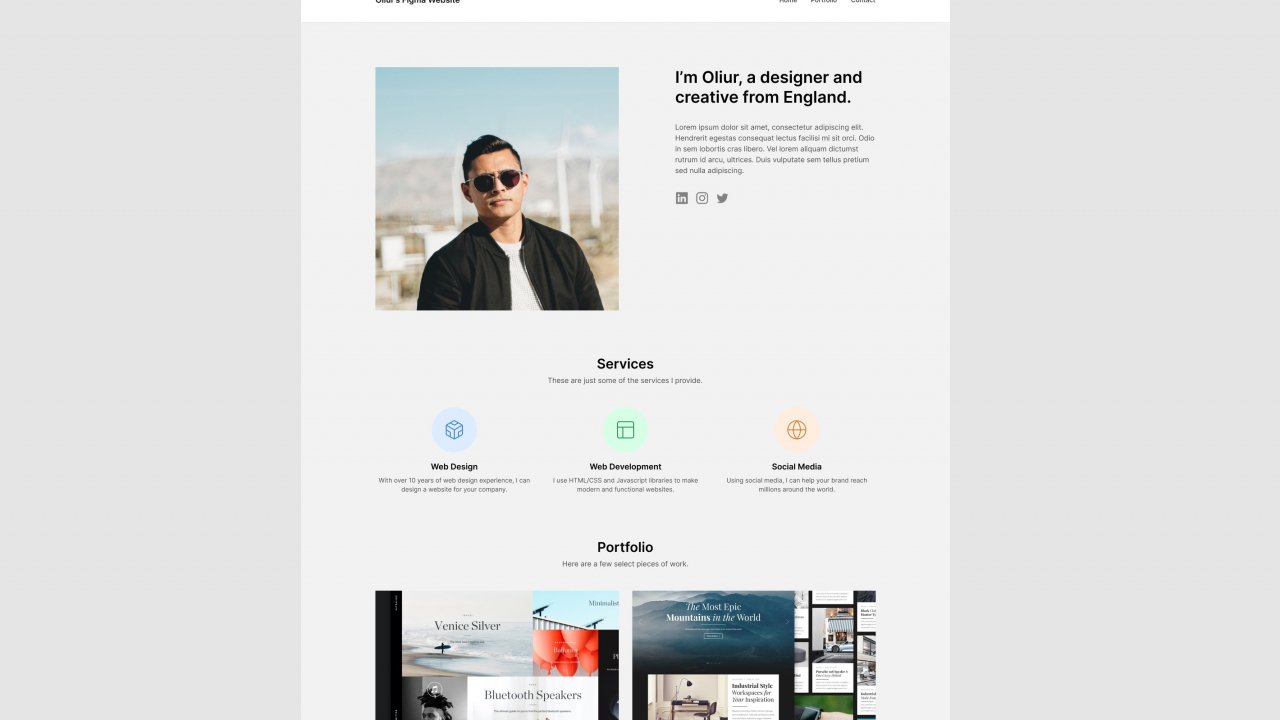 Oliur's Figma Website
Home Portfolio Contact
I'm Oliur, a designer and
creative from England.
Lorem ipsum dolor sit amet, consectetur adipiscing elit.
Hendrerit egestas consequat lectus facilisi mi sit orci. Odio
in sem lobortis cras libero. Vel lorem aliquam dictumst
rutrum id arcu, ultrices. Duis vulputate sem tellus pretium
sed nulla adipiscing.
in
Services
These are just some of the services I provide.
Web Design
With over 10 years of web design experience, I can
design a website for your company.
Web Development
I use HTML/CSS and Javascript libraries to make
modern and functional websites.
Social Media
Using social media, I can help your brand reach
millions around the world.
Portfolio
Here are a few select pieces of work.
Minimalist
Venice Silver
Balloons
Bluetooth Speakes
The Most Epic
Mountains in the World
Industrial Style
Workspaces for
Your Inspiration